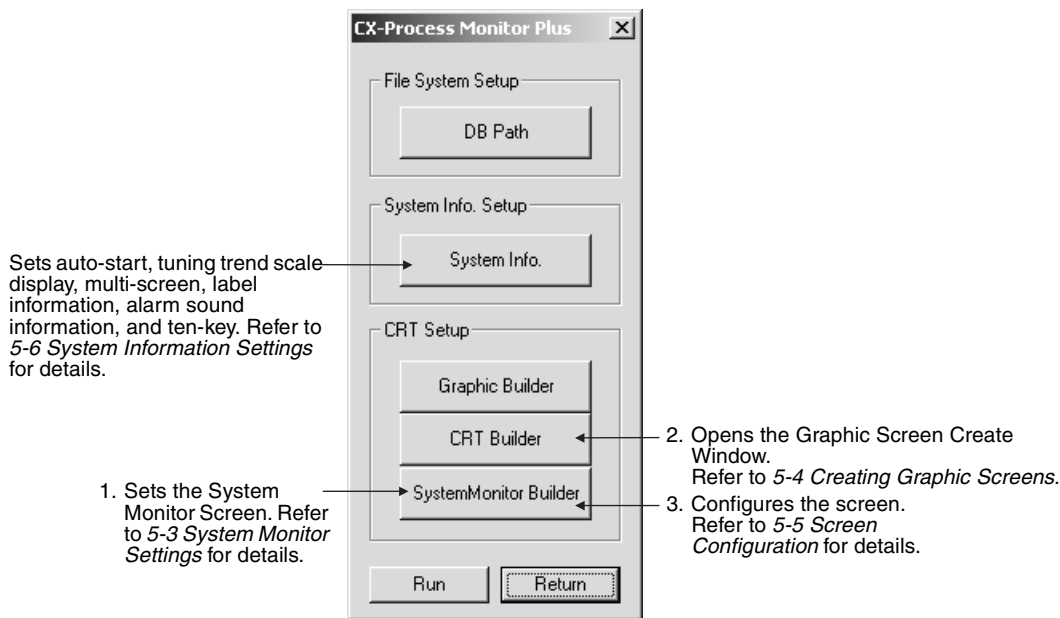 CX-Process Monitor Plus
File System Setup
DB Path
System Info. Setup
System Info.
Sets auto-start, tuning trend scale
display, multi-screen, label
information, alarm sound
information, and ten-key. Refer to
5-6 System Information Settings
for details.
CRT Setup
Graphic Builder
CRT Builder
2. Opens the Graphic Screen Create
Window.
Refer to 5-4 Creating Graphic Screens.
SystemMonitor Builder
1. Sets the System
Monitor Screen. Refer
to 5-3 System Monitor
Settings for details.
3. Configures the screen.
Refer to 5-5 Screen
Configuration for details.
Run
Return